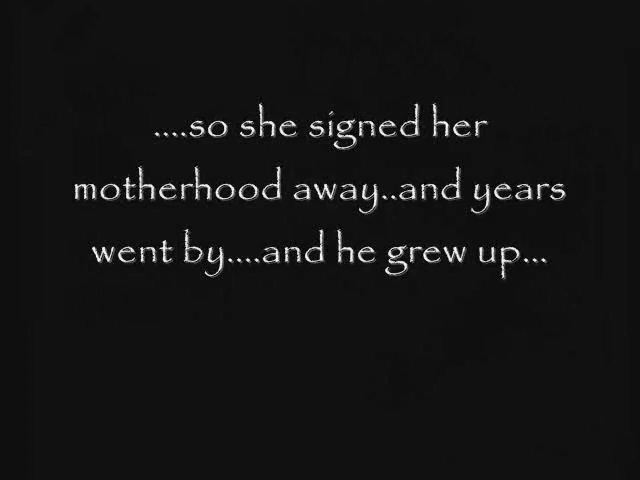 ....so she signed her
motherhood away..and years
went by....and he grew up...